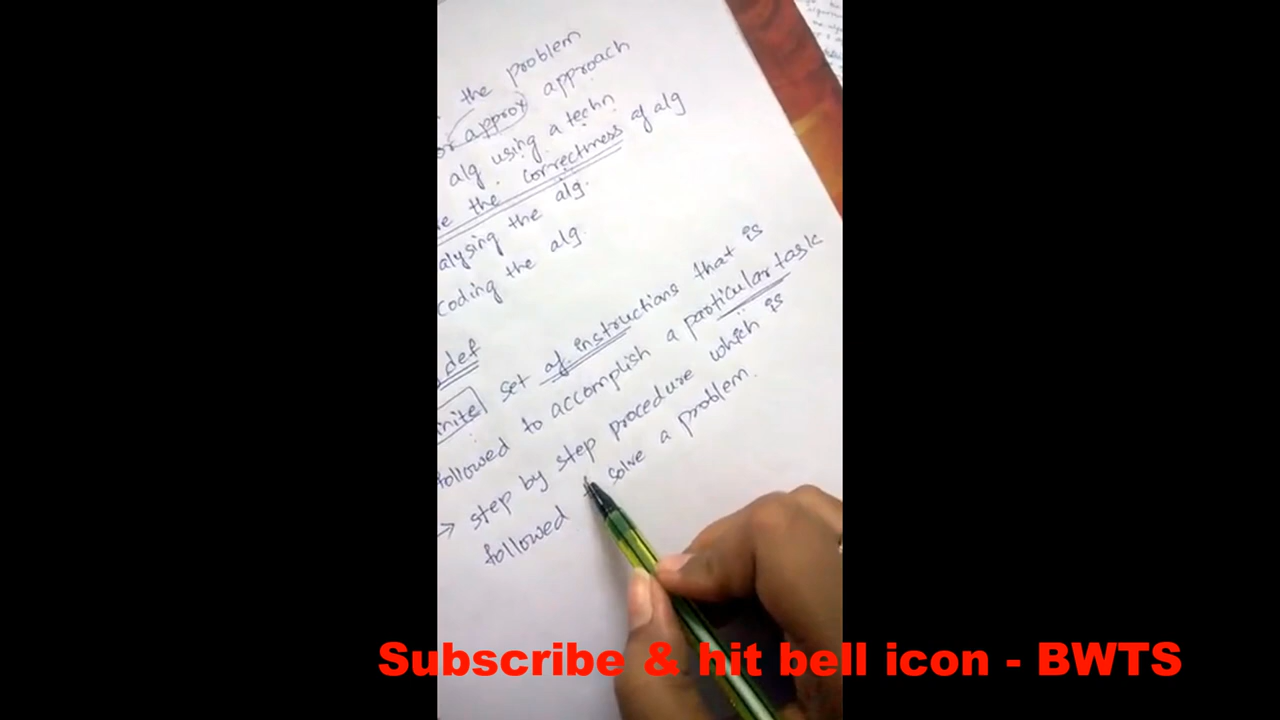 the problem
or approx approach
alg using a techn
the correctness of alg
alysing the alg.
coding the alg.
def
inite set of instructions that is
followed to accomplish a particular task
→ step by step procedure which is
followed solve a problem.
Subscribe & hit bell icon - BWTS